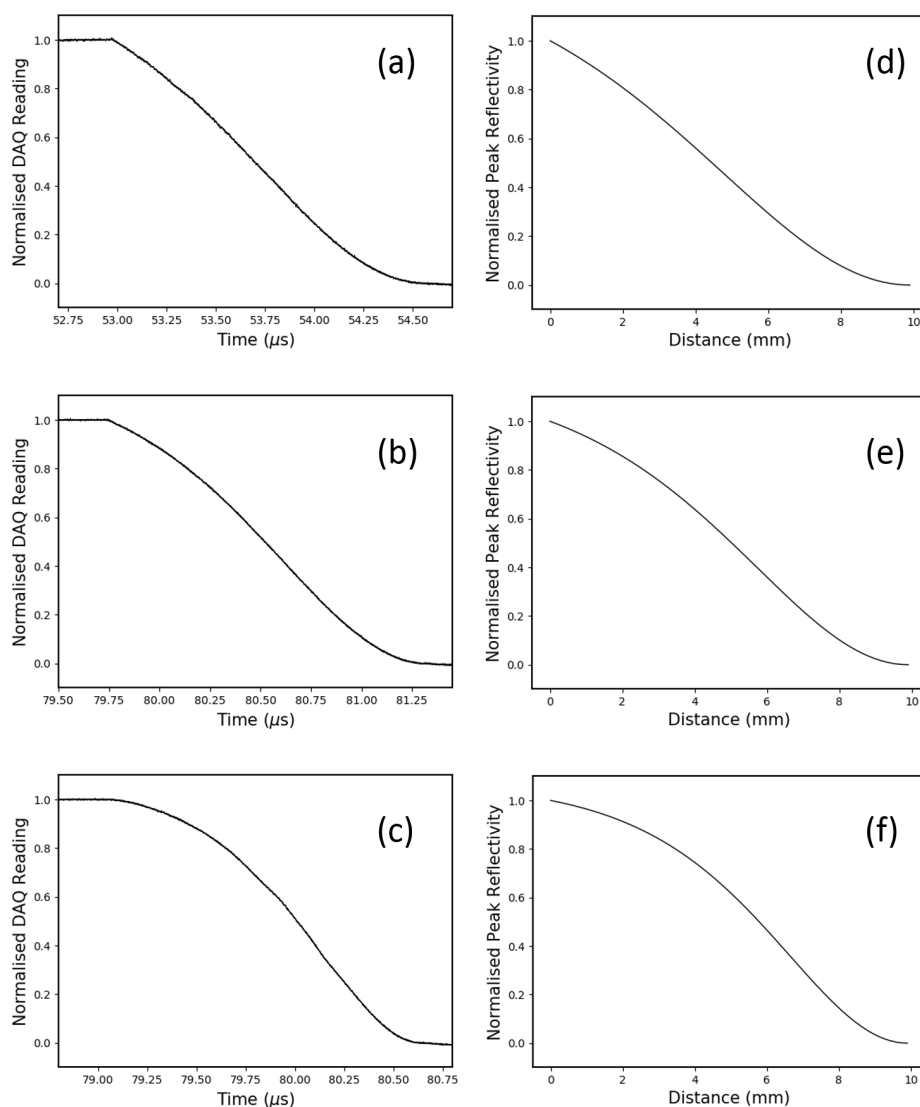 Normalised DAQ Reading
1.0
0.8
0.6
0.4
0.2
0.0
(a)
52.75 53.00 53.25 53.50 53.75 54.00 54.25 54.50
Time (μs)
Normalised Peak Reflectivity
1.0
0.8
0.6
0.4
0.2
0.0
(d)
0 2 4 6 8 10
Distance (mm)
Normalised DAQ Reading
1.0
0.8
0.6
0.4
0.2
0.0
(b)
79.50 79.75 80.00 80.25 80.50 80.75 81.00 81.25
Time (μs)
Normalised Peak Reflectivity
1.0
0.8
0.6
0.4
0.2
0.0
(e)
0 2 4 6 8 10
Distance (mm)
Normalised DAQ Reading
1.0
0.8
0.6
0.4
0.2
0.0
(c)
79.00 79.25 79.50 79.75 80.00 80.25 80.50 80.75
Time (μs)
Normalised Peak Reflectivity
1.0
0.8
0.6
0.4
0.2
0.0
(f)
0 2 4 6 8 10
Distance (mm)